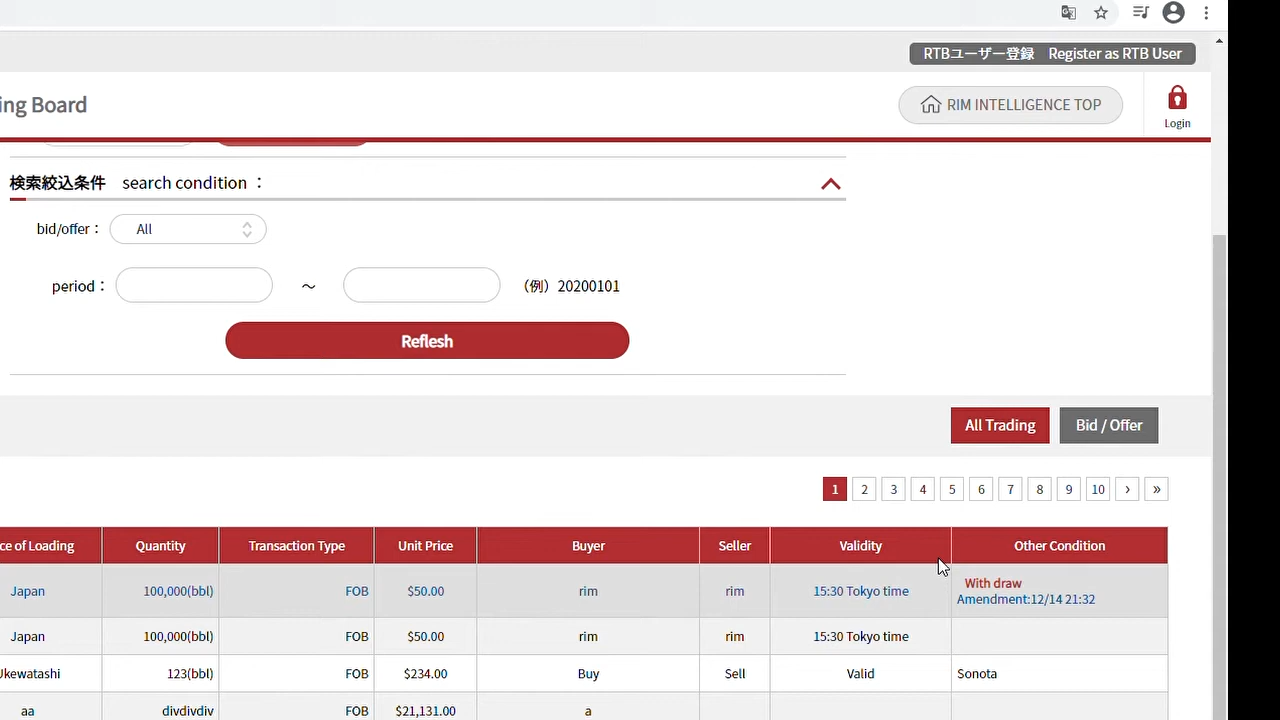 RTBユーザー登録 Register as RTB User
ing Board
RIM INTELLIGENCE TOP
Login
検索絞込条件 search condition ：
bid/offer： All
period： ～ （例）20200101
Reflesh
All Trading Bid / Offer
1 2 3 4 5 6 7 8 9 10 › »
ce of Loading Quantity Transaction Type Unit Price Buyer Seller Validity Other Condition
Japan 100,000(bbl) FOB $50.00 rim rim 15:30 Tokyo time With draw
Amendment:12/14 21:32
Japan 100,000(bbl) FOB $50.00 rim rim 15:30 Tokyo time
Ukewatashi 123(bbl) FOB $234.00 Buy Sell Valid Sonota
aa divdivdiv FOB $21,131.00 a